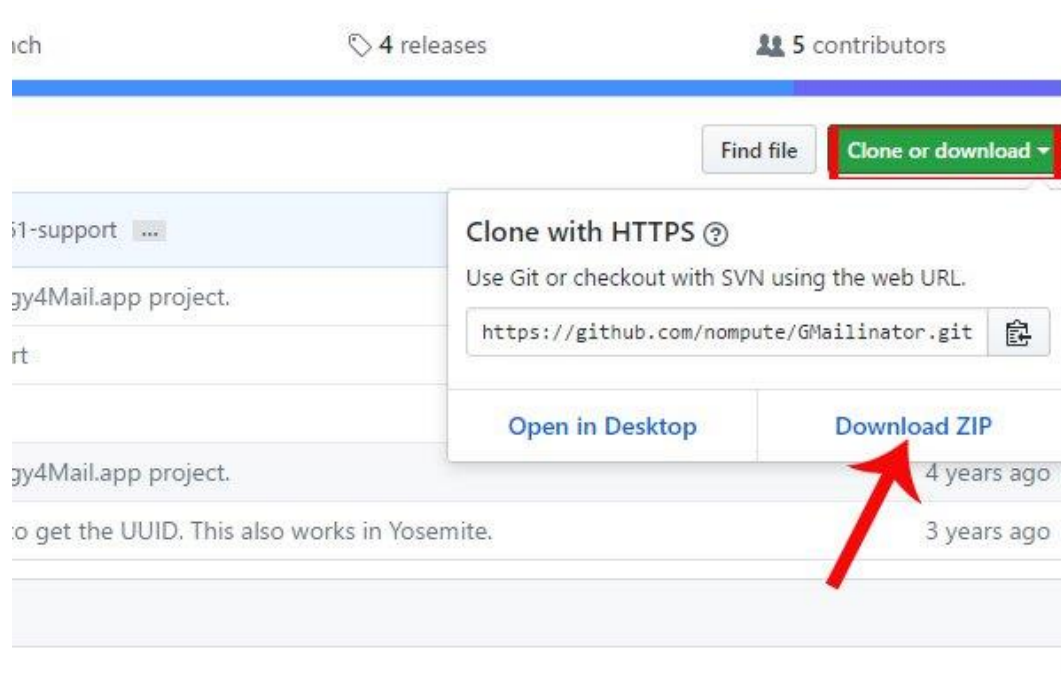 4 releases
5 contributors
Find file
Clone or download
-support ...
Clone with HTTPS
Use Git or checkout with SVN using the web URL.
gy4Mail.app project.
https://github.com/nompute/GMailinator.git
rt
Open in Desktop
Download ZIP
gy4Mail.app project.
4 years ago
to get the UUID. This also works in Yosemite.
3 years ago